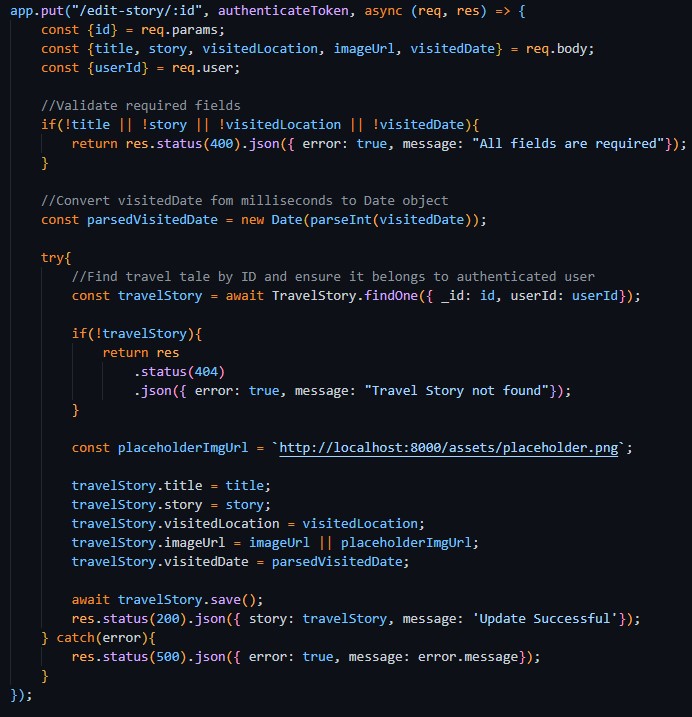 app.put("/edit-story/:id", authenticateToken, async (req, res) => {
    const {id} = req.params;
    const {title, story, visitedLocation, imageUrl, visitedDate} = req.body;
    const {userId} = req.user;

    //Validate required fields
    if(!title || !story || !visitedLocation || !visitedDate){
        return res.status(400).json({ error: true, message: "All fields are required"});
    }

    //Convert visitedDate fom milliseconds to Date object
    const parsedVisitedDate = new Date(parseInt(visitedDate));

    try{
        //Find travel tale by ID and ensure it belongs to authenticated user
        const travelStory = await TravelStory.findOne({ _id: id, userId: userId});

        if(!travelStory){
            return res
                .status(404)
                .json({ error: true, message: "Travel Story not found"});
        }

        const placeholderImgUrl = `http://localhost:8000/assets/placeholder.png`;

        travelStory.title = title;
        travelStory.story = story;
        travelStory.visitedLocation = visitedLocation;
        travelStory.imageUrl = imageUrl || placeholderImgUrl;
        travelStory.visitedDate = parsedVisitedDate;

        await travelStory.save();
        res.status(200).json({ story: travelStory, message: 'Update Successful'});
    } catch(error){
        res.status(500).json({ error: true, message: error.message});
    }
});